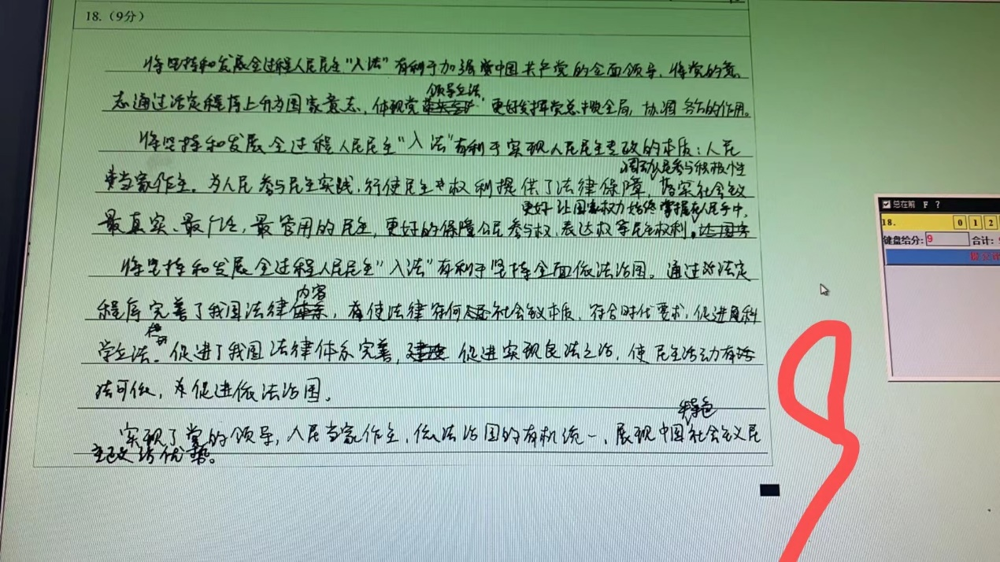 18.（9分）
将坚持和发展全过程人民民主"入法"有利于加强中国共产党的全面领导，将党的意
领导立法
志通过法定程序上升为国家意志，体现党 更好发挥党总揽全局，协调各方的作用。
将坚持和发展全过程人民民主"入法"有利于实现人民民主专政的本质：人民
调动人民参与积极性
当家作主。为人民参与民主实践，行使民主权利提供了法律保障，落实社会主义
更好让国家权力始终掌握在人民手中，
最真实、最广泛，最管用的民主，更好的保障公民参与权，表达权等民主权利。
将坚持和发展全过程人民民主"入法"有利于坚持全面依法治国。通过法定
内容
程序完善了我国法律 ，使法律符合社会主义本质，符合时代要求，促进科
学立法。促进了我国法律体系完善， 促进实现良法之治，使民主活动有
法可依，促进依法治国。
特色
实现了党的领导，人民当家作主，依法治国的有机统一，展现中国社会主义民
主政治优势。
总在前 F ?
18. 0 1 2
键盘给分：9 合计：
9